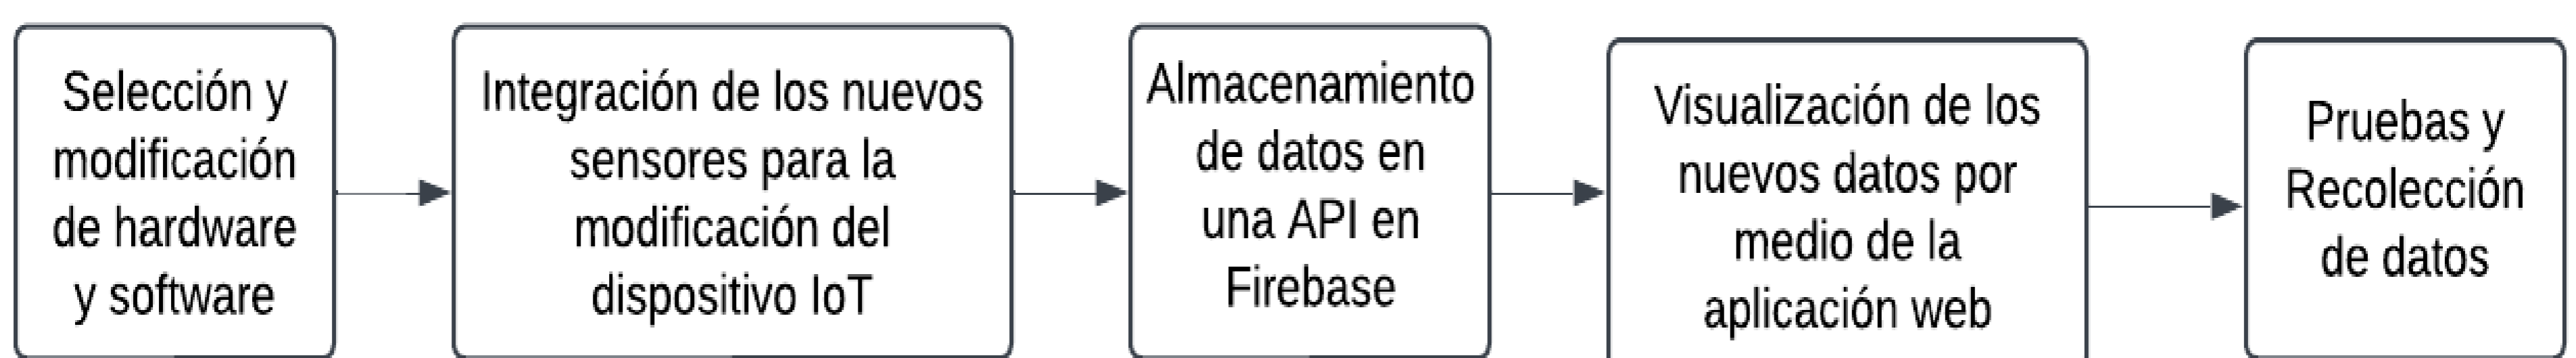 Selección y
modificación
de hardware
y software
Integración de los nuevos
sensores para la
modificación del
dispositivo IoT
Almacenamiento
de datos en
una API en
Firebase
Visualización de los
nuevos datos por
medio de la
aplicación web
Pruebas y
Recolección
de datos